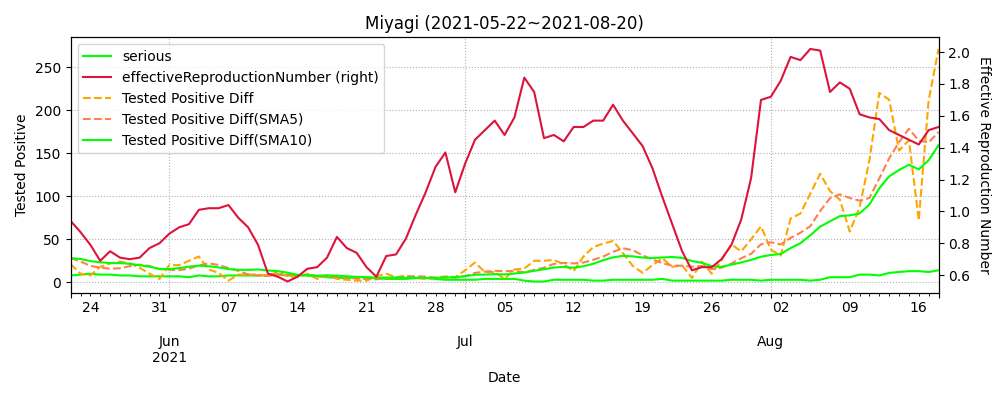 Miyagi (2021-05-22~2021-08-20)
serious
effectiveReproductionNumber (right)
Tested Positive Diff
Tested Positive Diff(SMA5)
Tested Positive Diff(SMA10)
Tested Positive
250
200
150
100
50
0
2.0
1.8
1.6
1.4
1.2
1.0
0.8
0.6
Effective Reproduction Number
24 31 07 14 21 28 05 12 19 26 02 09 16
Jun Jul Aug
2021
Date